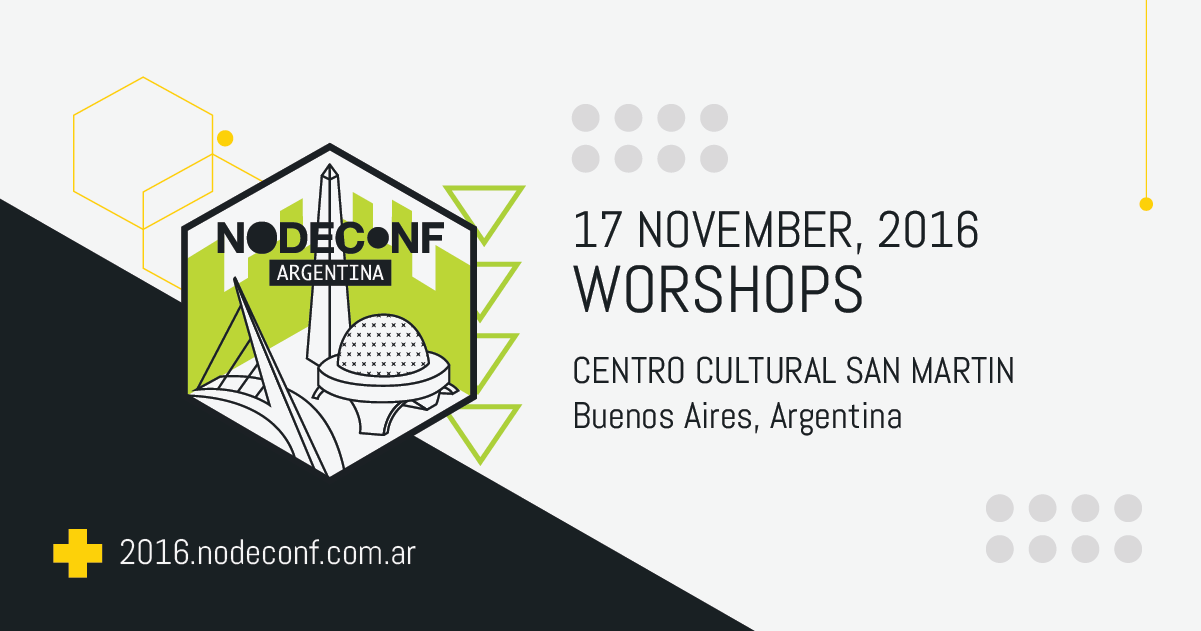 NODECONF
ARGENTINA
17 NOVEMBER, 2016
WORSHOPS
CENTRO CULTURAL SAN MARTIN
Buenos Aires, Argentina
2016.nodeconf.com.ar